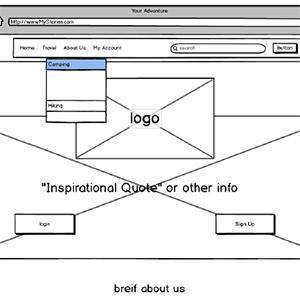 Your Adventure
http://www.MyStories.com
Home Travel About Us My Account search Button
Camping
Hiking
logo
"Inspirational Quote" or other info
login Sign Up
breif about us